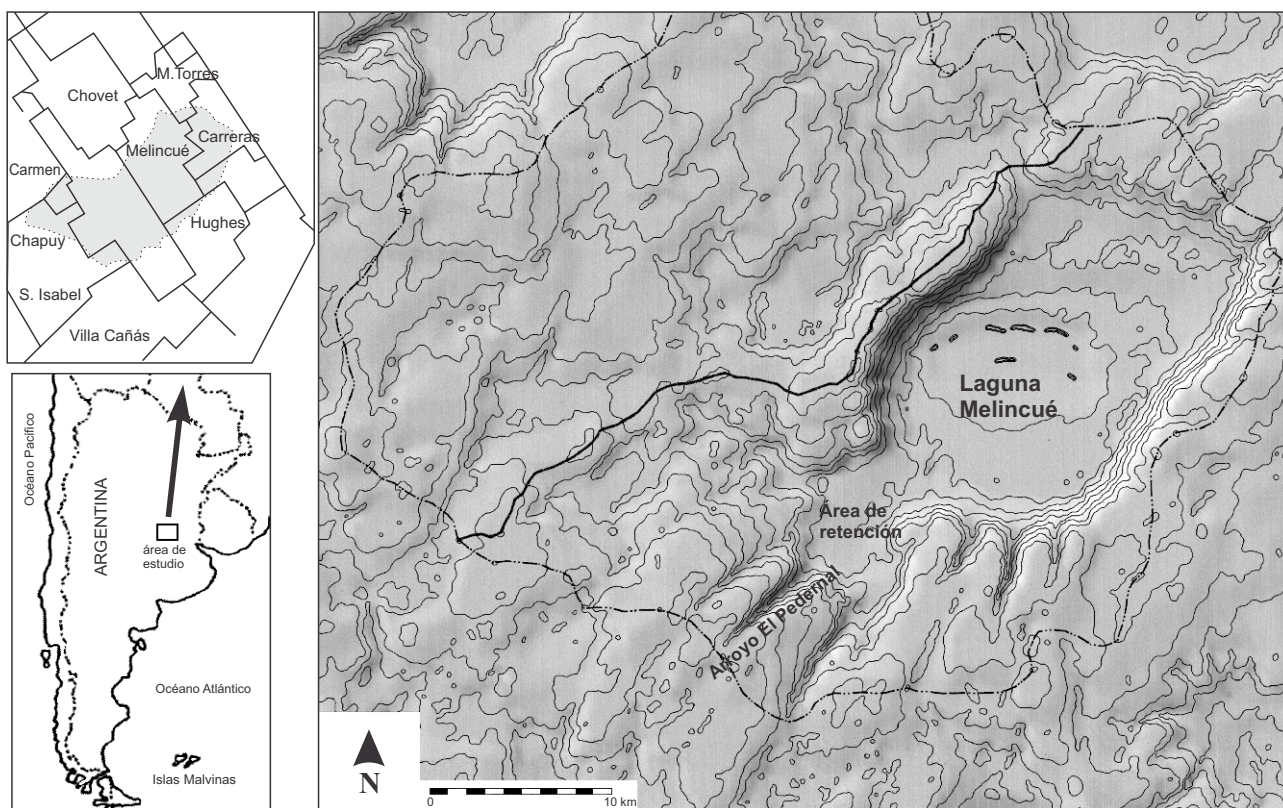 M.Torres
Chovet
Carreras
Melincué
Carmen
Hughes
Chapuy
S. Isabel
Villa Cañás
Océano Pacífico
ARGENTINA
área de
estudio
Océano Atlántico
Islas Malvinas
Laguna
Melincué
Área de
retención
Arroyo El Pedernal
N
0 10 km